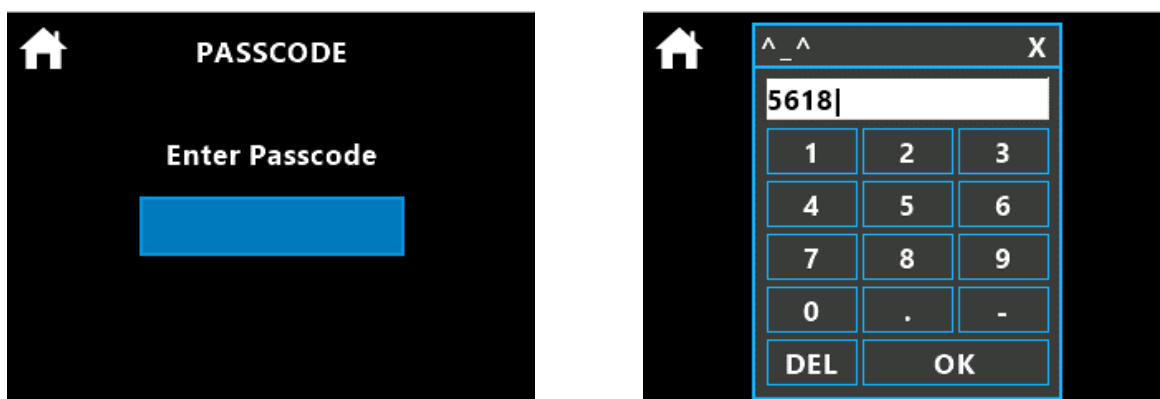 PASSCODE
Enter Passcode
^_^ X
5618
1 2 3
4 5 6
7 8 9
0 . -
DEL OK